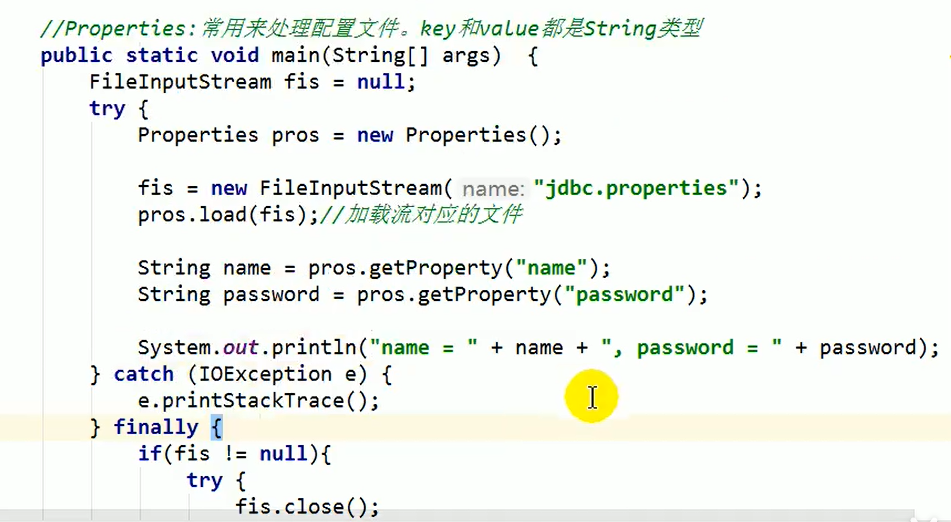 //Properties:常用来处理配置文件。key和value都是String类型
public static void main(String[] args)  {
    FileInputStream fis = null;
    try {
        Properties pros = new Properties();
        fis = new FileInputStream( name: "jdbc.properties");
        pros.load(fis);//加载流对应的文件
        String name = pros.getProperty("name");
        String password = pros.getProperty("password");
        System.out.println("name = " + name + ", password = " + password);
    } catch (IOException e) {
        e.printStackTrace();
    } finally {
        if(fis != null){
            try {
                fis.close();